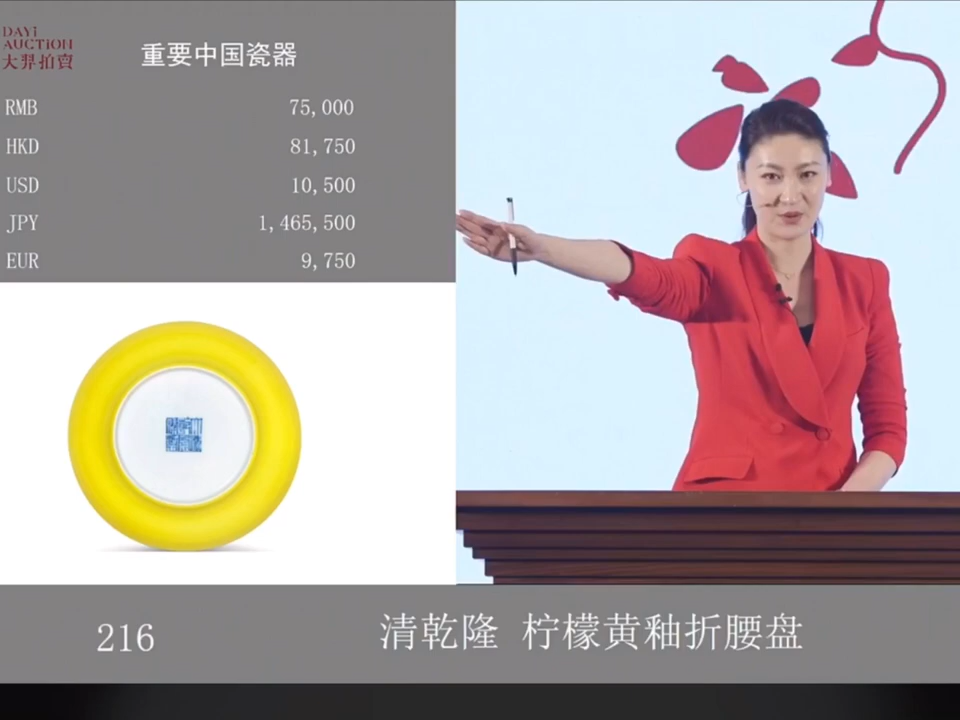 DAYI
AUCTION
大羿拍賣
重要中国瓷器
RMB 75,000
HKD 81,750
USD 10,500
JPY 1,465,500
EUR 9,750
216 清乾隆 柠檬黄釉折腰盘